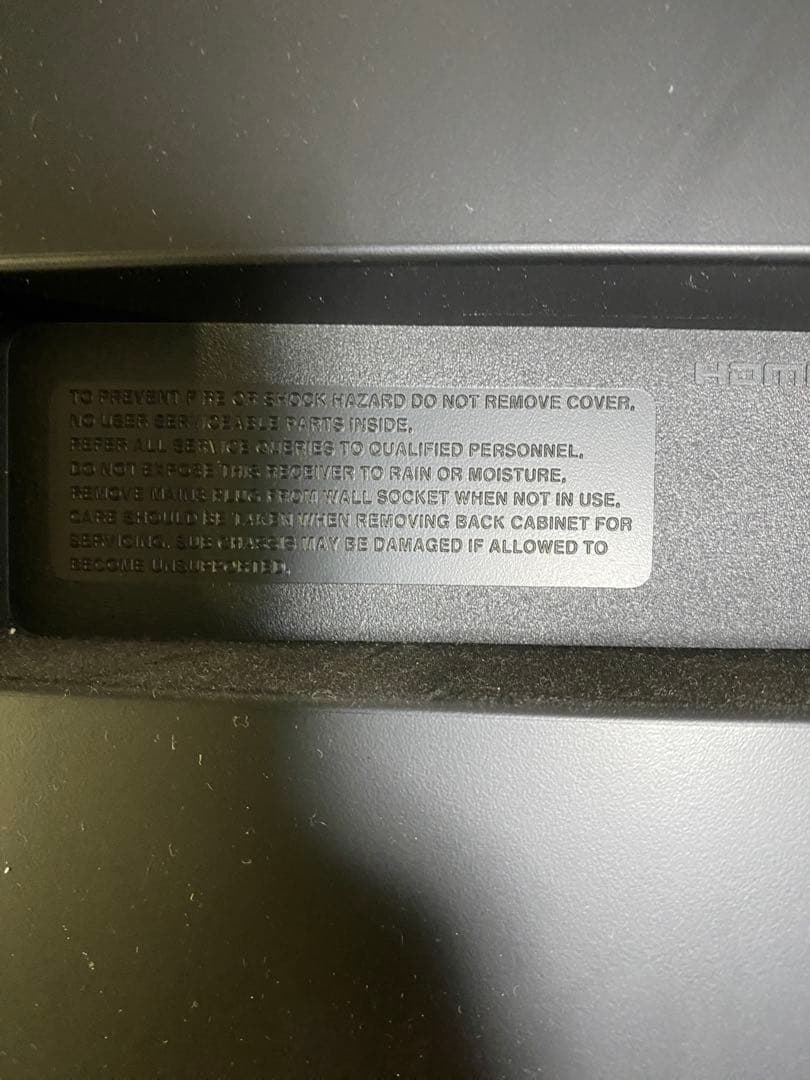 HOM
TO PREVENT FIRE OR SHOCK HAZARD DO NOT REMOVE COVER.
NO USER SERVICEABLE PARTS INSIDE.
REFER ALL SERVICE QUERIES TO QUALIFIED PERSONNEL.
DO NOT EXPOSE THIS RECEIVER TO RAIN OR MOISTURE.
REMOVE MAINS PLUG FROM WALL SOCKET WHEN NOT IN USE.
CARE SHOULD BE TAKEN WHEN REMOVING BACK CABINET FOR
SERVICING. SUB CHASSIS MAY BE DAMAGED IF ALLOWED TO
BECOME UNSUPPORTED.